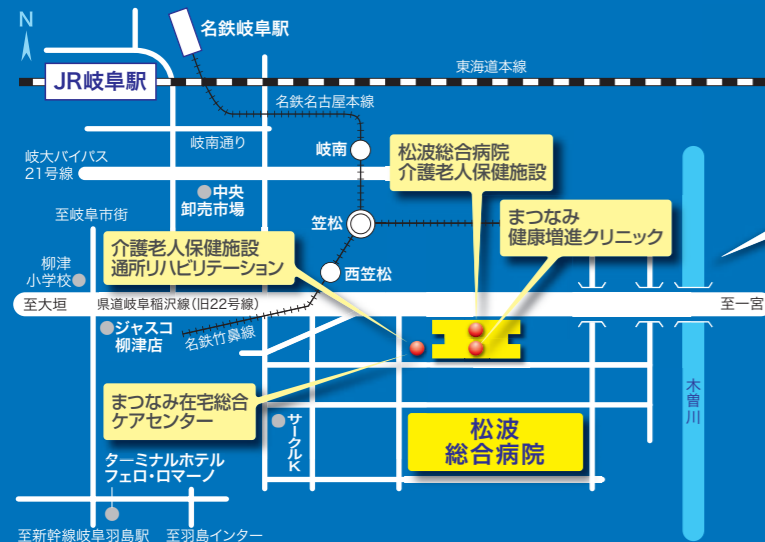 N
名鉄岐阜駅
JR岐阜駅
東海道本線
名鉄名古屋本線
岐南通り
岐南
岐大バイパス
21号線
松波総合病院
介護老人保健施設
中央
卸売市場
至岐阜市街
笠松
まつなみ
健康増進クリニック
介護老人保健施設
通所リハビリテーション
柳津
小学校
西笠松
至大垣
県道岐阜稲沢線(旧22号線)
至一宮
ジャスコ
柳津店
名鉄竹鼻線
木曽川
まつなみ在宅総合
ケアセンター
サークルK
松波
総合病院
ターミナルホテル
フェロ・ロマーノ
至新幹線岐阜羽島駅
至羽島インター